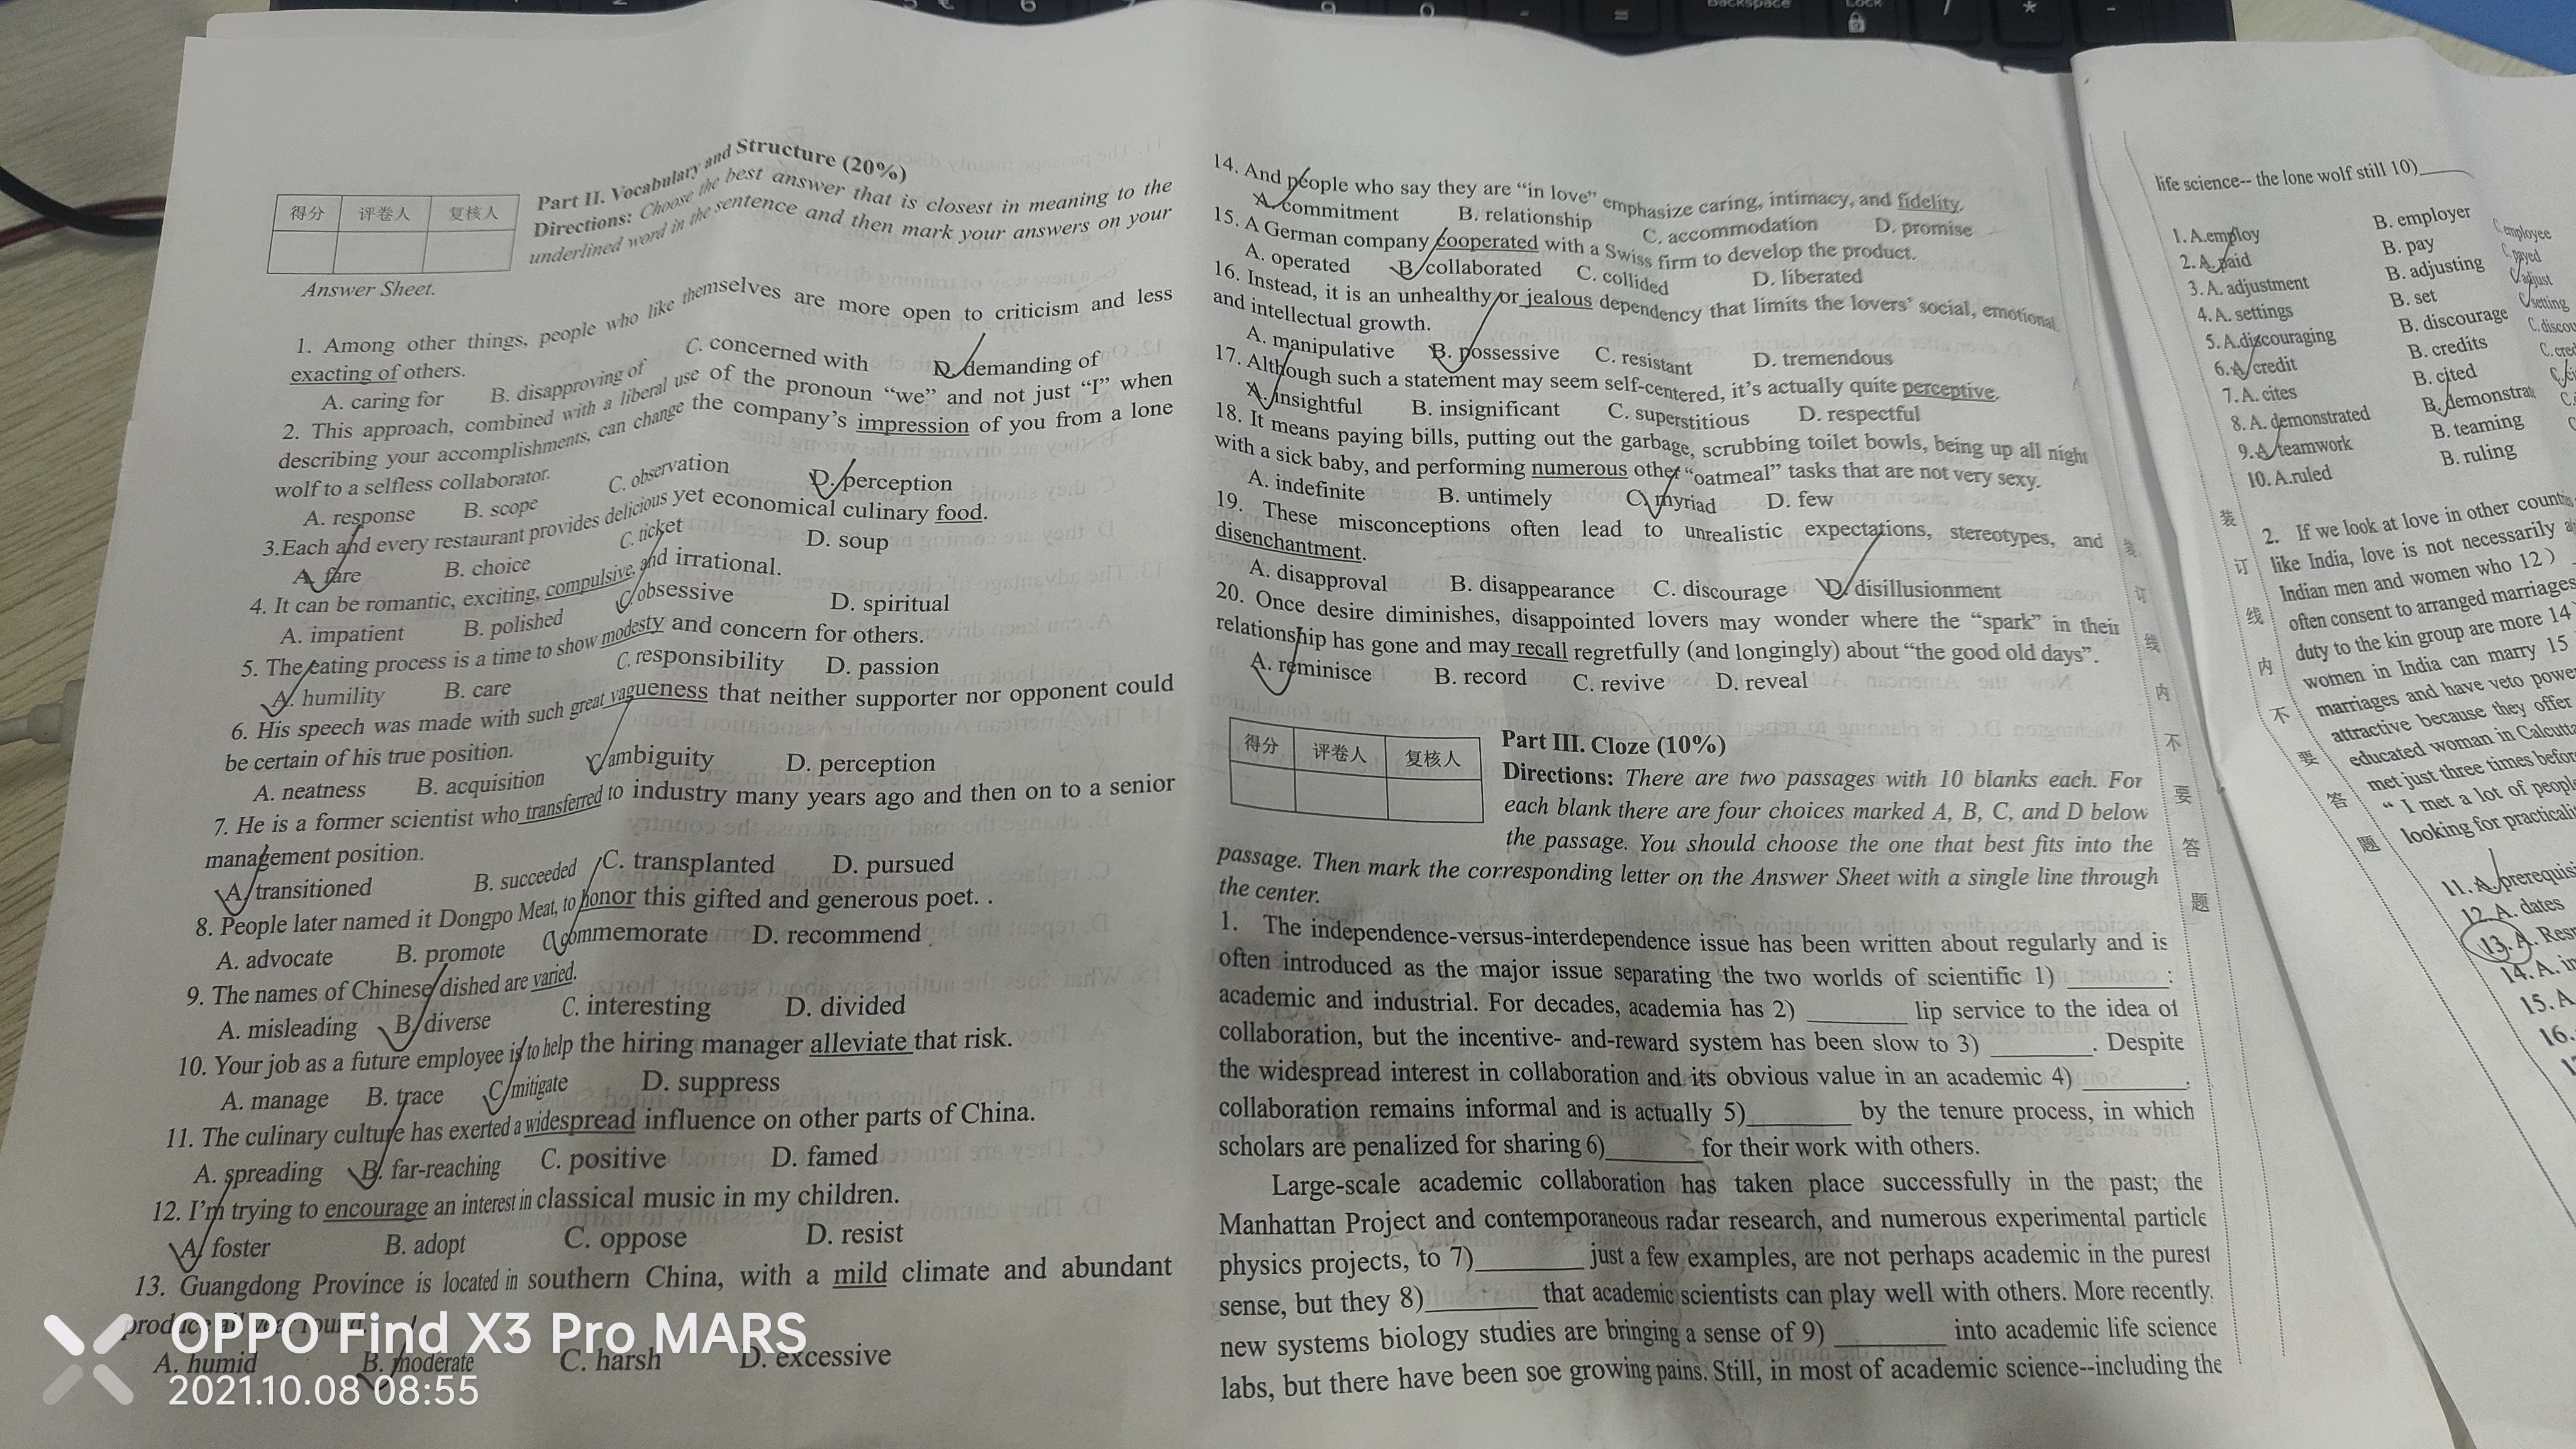 Part II. Vocabulary and Structure (20%)
得分 评卷人 复核人
Directions: Choose the best answer that is closest in meaning to the
underlined word in the sentence and then mark your answers on your
Answer Sheet.
1. Among other things, people who like themselves are more open to criticism and less
exacting of others.
A. caring for B. disapproving of C. concerned with D. demanding of
2. This approach, combined with a liberal use of the pronoun “we” and not just “I” when
describing your accomplishments, can change the company’s impression of you from a lone
wolf to a selfless collaborator.
A. response B. scope C. observation D. perception
3.Each and every restaurant provides delicious yet economical culinary food.
A. fare B. choice C. ticket D. soup
4. It can be romantic, exciting, compulsive, and irrational.
A. impatient B. polished C. obsessive D. spiritual
5. The eating process is a time to show modesty and concern for others.
A. humility B. care C. responsibility D. passion
6. His speech was made with such great vagueness that neither supporter nor opponent could
be certain of his true position.
A. neatness B. acquisition C. ambiguity D. perception
7. He is a former scientist who transferred to industry many years ago and then on to a senior
management position.
A. transitioned B. succeeded C. transplanted D. pursued
8. People later named it Dongpo Meat, to honor this gifted and generous poet. .
A. advocate B. promote C. commemorate D. recommend
9. The names of Chinese dished are varied.
A. misleading B. diverse C. interesting D. divided
10. Your job as a future employee is to help the hiring manager alleviate that risk.
A. manage B. trace C. mitigate D. suppress
11. The culinary culture has exerted a widespread influence on other parts of China.
A. spreading B. far-reaching C. positive D. famed
12. I’m trying to encourage an interest in classical music in my children.
A. foster B. adopt C. oppose D. resist
13. Guangdong Province is located in southern China, with a mild climate and abundant
produce all year round.
A. humid B. moderate C. harsh D. excessive
14. And people who say they are “in love” emphasize caring, intimacy, and fidelity.
A. commitment B. relationship C. accommodation D. promise
15. A German company cooperated with a Swiss firm to develop the product.
A. operated B. collaborated C. collided D. liberated
16. Instead, it is an unhealthy or jealous dependency that limits the lovers’ social, emotional
and intellectual growth.
A. manipulative B. possessive C. resistant D. tremendous
17. Although such a statement may seem self-centered, it’s actually quite perceptive.
A. insightful B. insignificant C. superstitious D. respectful
18. It means paying bills, putting out the garbage, scrubbing toilet bowls, being up all night
with a sick baby, and performing numerous other “oatmeal” tasks that are not very sexy.
A. indefinite B. untimely C. myriad D. few
19. These misconceptions often lead to unrealistic expectations, stereotypes, and
disenchantment.
A. disapproval B. disappearance C. discourage D. disillusionment
20. Once desire diminishes, disappointed lovers may wonder where the “spark” in their
relationship has gone and may recall regretfully (and longingly) about “the good old days”.
A. reminisce B. record C. revive D. reveal
得分 评卷人 复核人
Part III. Cloze (10%)
Directions: There are two passages with 10 blanks each. For
each blank there are four choices marked A, B, C, and D below
the passage. You should choose the one that best fits into the
passage. Then mark the corresponding letter on the Answer Sheet with a single line through
the center.
1. The independence-versus-interdependence issue has been written about regularly and is
often introduced as the major issue separating the two worlds of scientific 1) ________:
academic and industrial. For decades, academia has 2) ________ lip service to the idea of
collaboration, but the incentive- and-reward system has been slow to 3) ________. Despite
the widespread interest in collaboration and its obvious value in an academic 4) ________,
collaboration remains informal and is actually 5)________ by the tenure process, in which
scholars are penalized for sharing 6)________ for their work with others.
Large-scale academic collaboration has taken place successfully in the past; the
Manhattan Project and contemporaneous radar research, and numerous experimental particle
physics projects, to 7)________ just a few examples, are not perhaps academic in the purest
sense, but they 8)________ that academic scientists can play well with others. More recently,
new systems biology studies are bringing a sense of 9) ________ into academic life science
labs, but there have been soe growing pains. Still, in most of academic science--including the
装 订 线 内 不 要 答 题
life science-- the lone wolf still 10)____
1. A.employ B. employer C. employee
2. A. paid B. pay C. payed
3. A. adjustment B. adjusting C. adjust
4. A. settings B. set C. setting
5. A.discouraging B. discourage
6. A. credit B. credits
7. A. cites B. cited
8. A. demonstrated
9. A. teamwork B. teaming
10. A.ruled B. ruling
装 订 线 内 不 要 答 题
2. If we look at love in other
like India, love is not necessarily
Indian men and women who 12)
often consent to arranged marriages
duty to the kin group are more 14
women in India can marry 15
marriages and have veto
attractive because they offer
educated woman in Calcutta
met just three times
“ I met a lot of
looking for
11. A.
12. A. dates
13. A.
14. A.
15. A
16.
OPPO Find X3 Pro MARS
2021.10.08 08:55